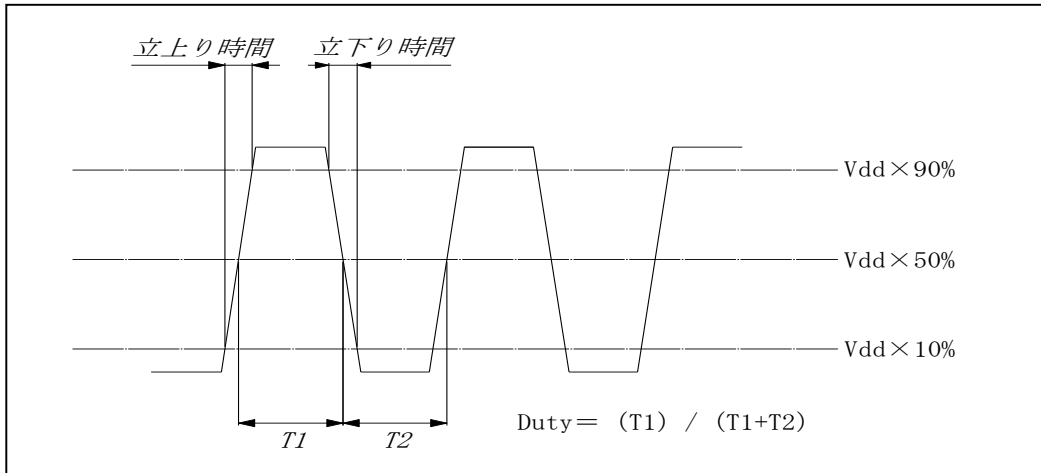 立上り時間
立下り時間
Vdd×90%
Vdd×50%
Vdd×10%
T1
T2
Duty＝ (T1) / (T1+T2)